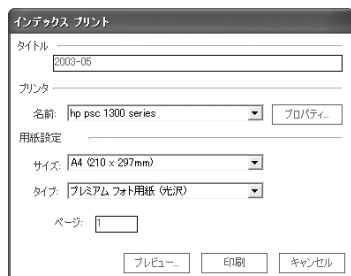 インデックス プリント
タイトル
2003-05
プリンタ
名前: hp psc 1300 series プロパティ...
用紙設定
サイズ: A4 (210 x 297mm)
タイプ: プレミアム フォト用紙 (光沢)
ページ: 1
プレビュー... 印刷 キャンセル